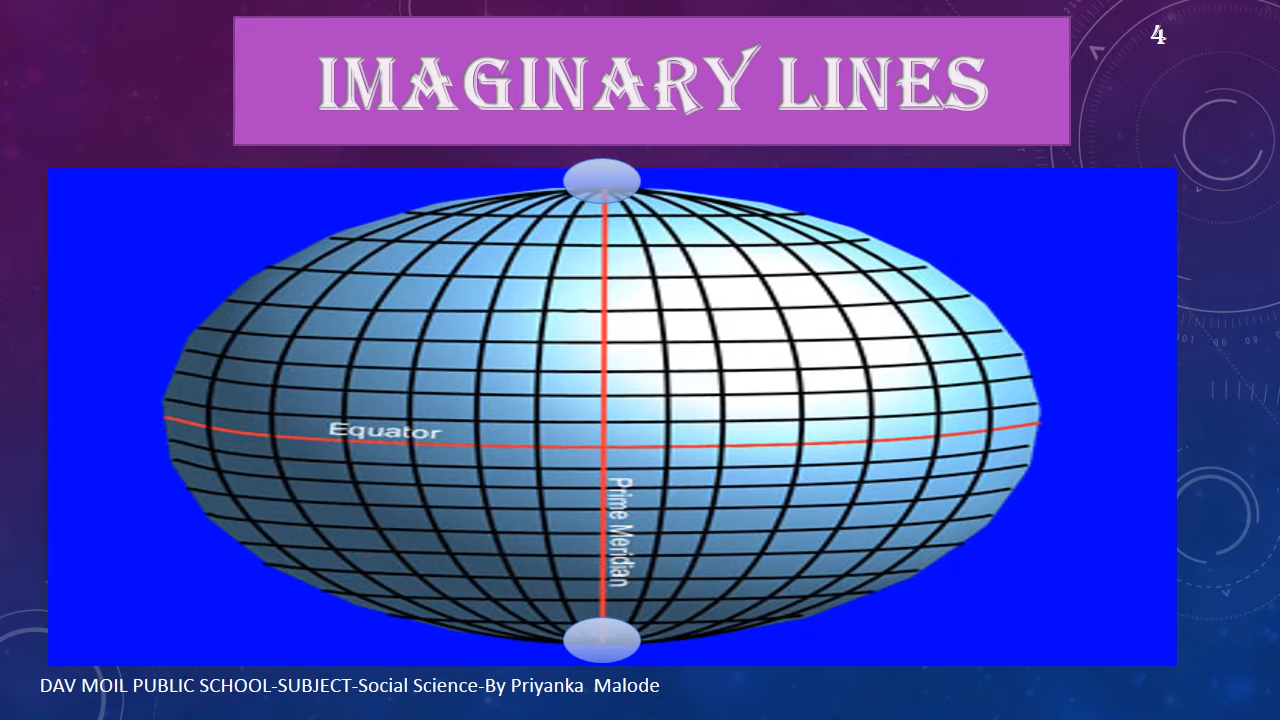 4
IMAGINARY LINES
Equator
Prime Meridian
DAV MOIL PUBLIC SCHOOL-SUBJECT-Social Science-By Priyanka  Malode